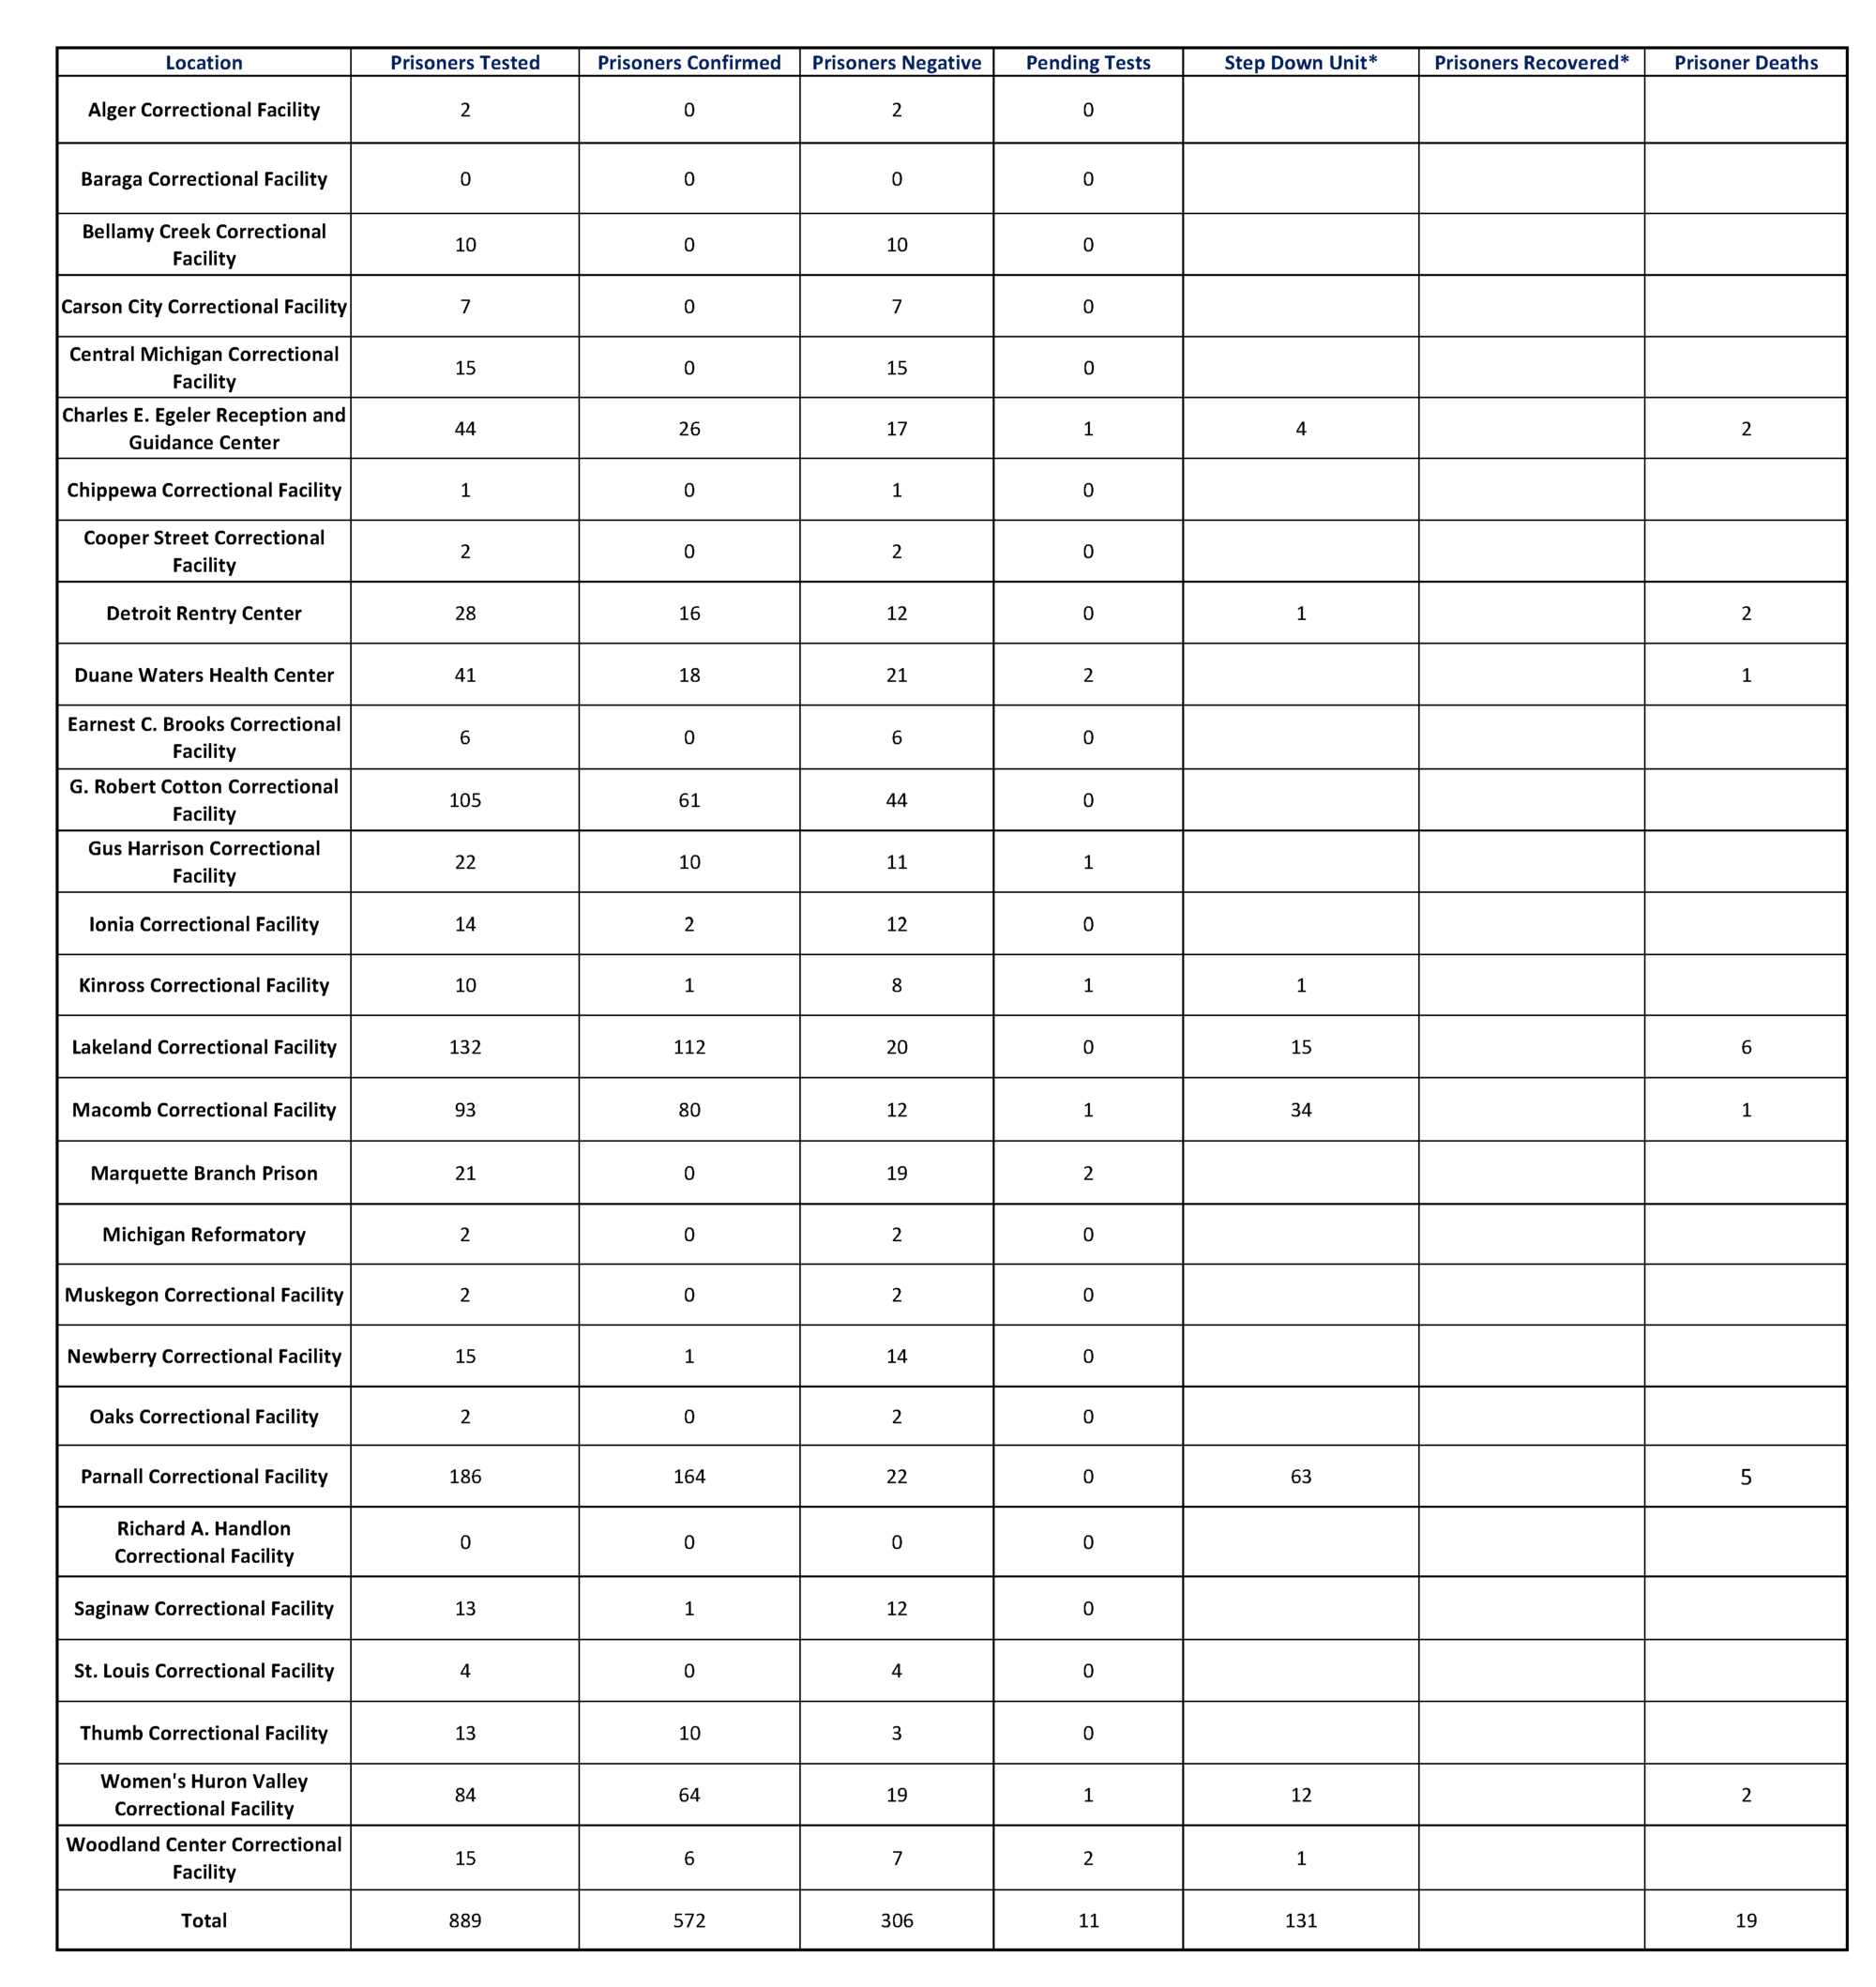 Location Prisoners Tested Prisoners Confirmed Prisoners Negative Pending Tests Step Down Unit* Prisoners Recovered* Prisoner Deaths
Alger Correctional Facility 2 0 2 0
Baraga Correctional Facility 0 0 0 0
Bellamy Creek Correctional
Facility 10 0 10 0
Carson City Correctional Facility 7 0 7 0
Central Michigan Correctional
Facility 15 0 15 0
Charles E. Egeler Reception and
Guidance Center 44 26 17 1 4 2
Chippewa Correctional Facility 1 0 1 0
Cooper Street Correctional
Facility 2 0 2 0
Detroit Rentry Center 28 16 12 0 1 2
Duane Waters Health Center 41 18 21 2 1
Earnest C. Brooks Correctional
Facility 6 0 6 0
G. Robert Cotton Correctional
Facility 105 61 44 0
Gus Harrison Correctional
Facility 22 10 11 1
Ionia Correctional Facility 14 2 12 0
Kinross Correctional Facility 10 1 8 1 1
Lakeland Correctional Facility 132 112 20 0 15 6
Macomb Correctional Facility 93 80 12 1 34 1
Marquette Branch Prison 21 0 19 2
Michigan Reformatory 2 0 2 0
Muskegon Correctional Facility 2 0 2 0
Newberry Correctional Facility 15 1 14 0
Oaks Correctional Facility 2 0 2 0
Parnall Correctional Facility 186 164 22 0 63 5
Richard A. Handlon
Correctional Facility 0 0 0 0
Saginaw Correctional Facility 13 1 12 0
St. Louis Correctional Facility 4 0 4 0
Thumb Correctional Facility 13 10 3 0
Women's Huron Valley
Correctional Facility 84 64 19 1 12 2
Woodland Center Correctional
Facility 15 6 7 2 1
Total 889 572 306 11 131 19